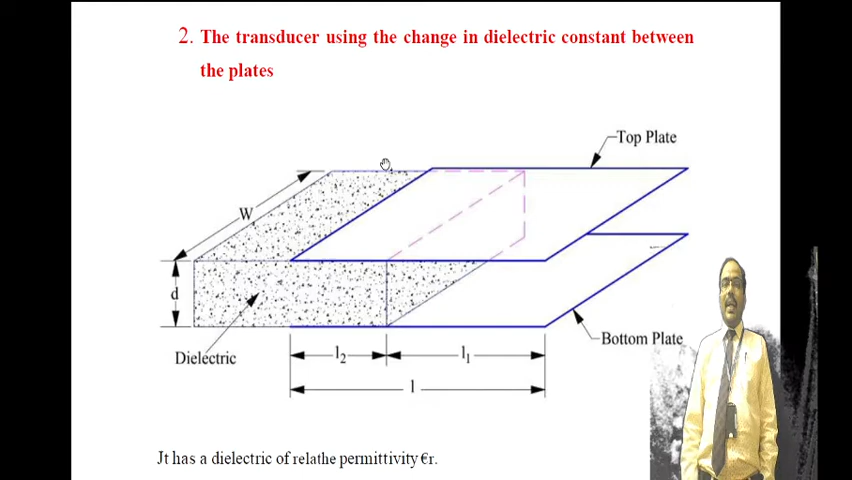 2. The transducer using the change in dielectric constant between
the plates
Top Plate
W
d
Dielectric
l2
l1
l
Bottom Plate
Jt has a dielectric of relathe permittivity €r.